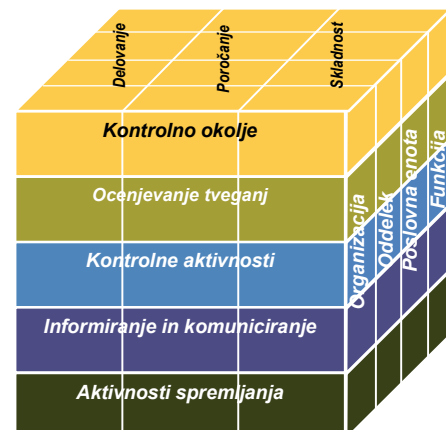 Delovanje
Poročanje
Skladnost
Kontrolno okolje
Ocenjevanje tveganj
Kontrolne aktivnosti
Informiranje in komuniciranje
Aktivnosti spremljanja
Organizacija
Oddelek
Poslovna enota
Funkcija